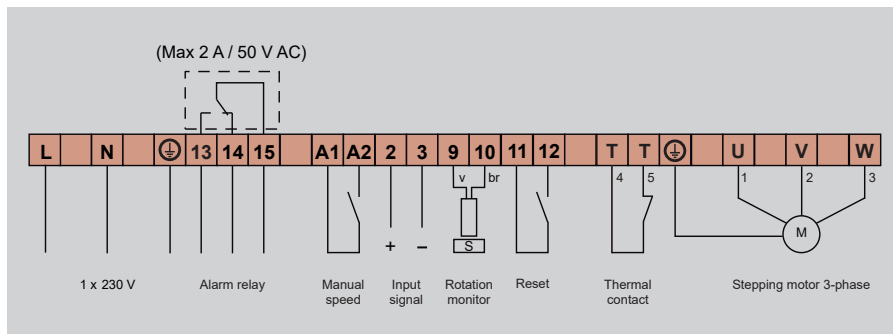 (Max 2 A / 50 V AC)
L N 13 14 15 A1 A2 2 3 9 10 11 12 T T U V W
v br 4 5 1 2 3
M
+ – S
1 x 230 V Alarm relay Manual speed Input signal Rotation monitor Reset Thermal contact Stepping motor 3-phase